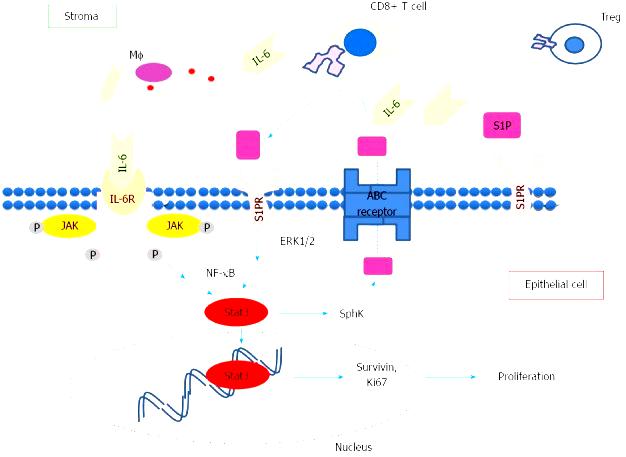 CD8+ T cell
Stroma
Treg
Mϕ
IL-6
IL-6
S1P
IL-6
IL-6R
S1PR
ABC
receptor
S1PR
P
JAK
JAK
P
P
P
ERK1/2
NF-κB
Epithelial cell
Stat3
SphK
Stat3
Survivin,
Ki67
Proliferation
Nucleus